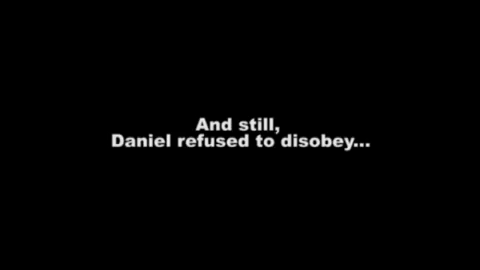 And still,
Daniel refused to disobey...